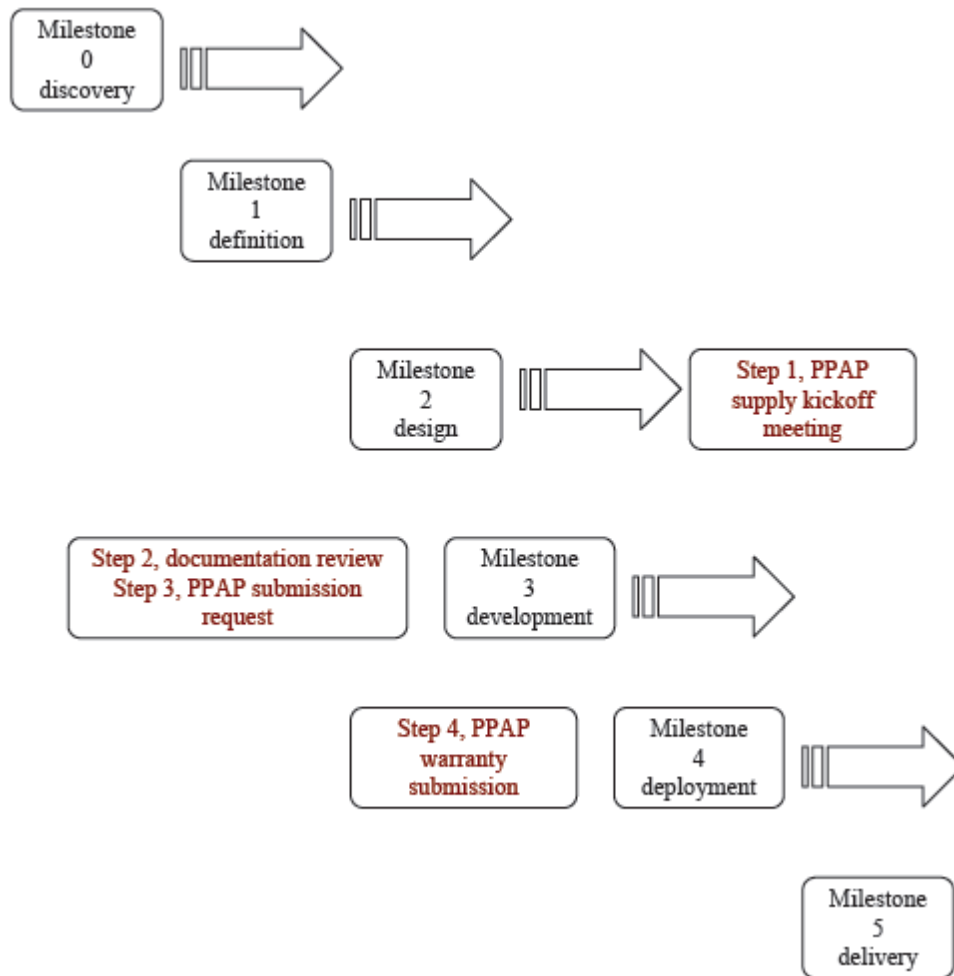 Milestone
0
discovery
Milestone
1
definition
Milestone
2
design
Step 1, PPAP
supply kickoff
meeting
Step 2, documentation review
Step 3, PPAP submission
request
Milestone
3
development
Step 4, PPAP
warranty
submission
Milestone
4
deployment
Milestone
5
delivery